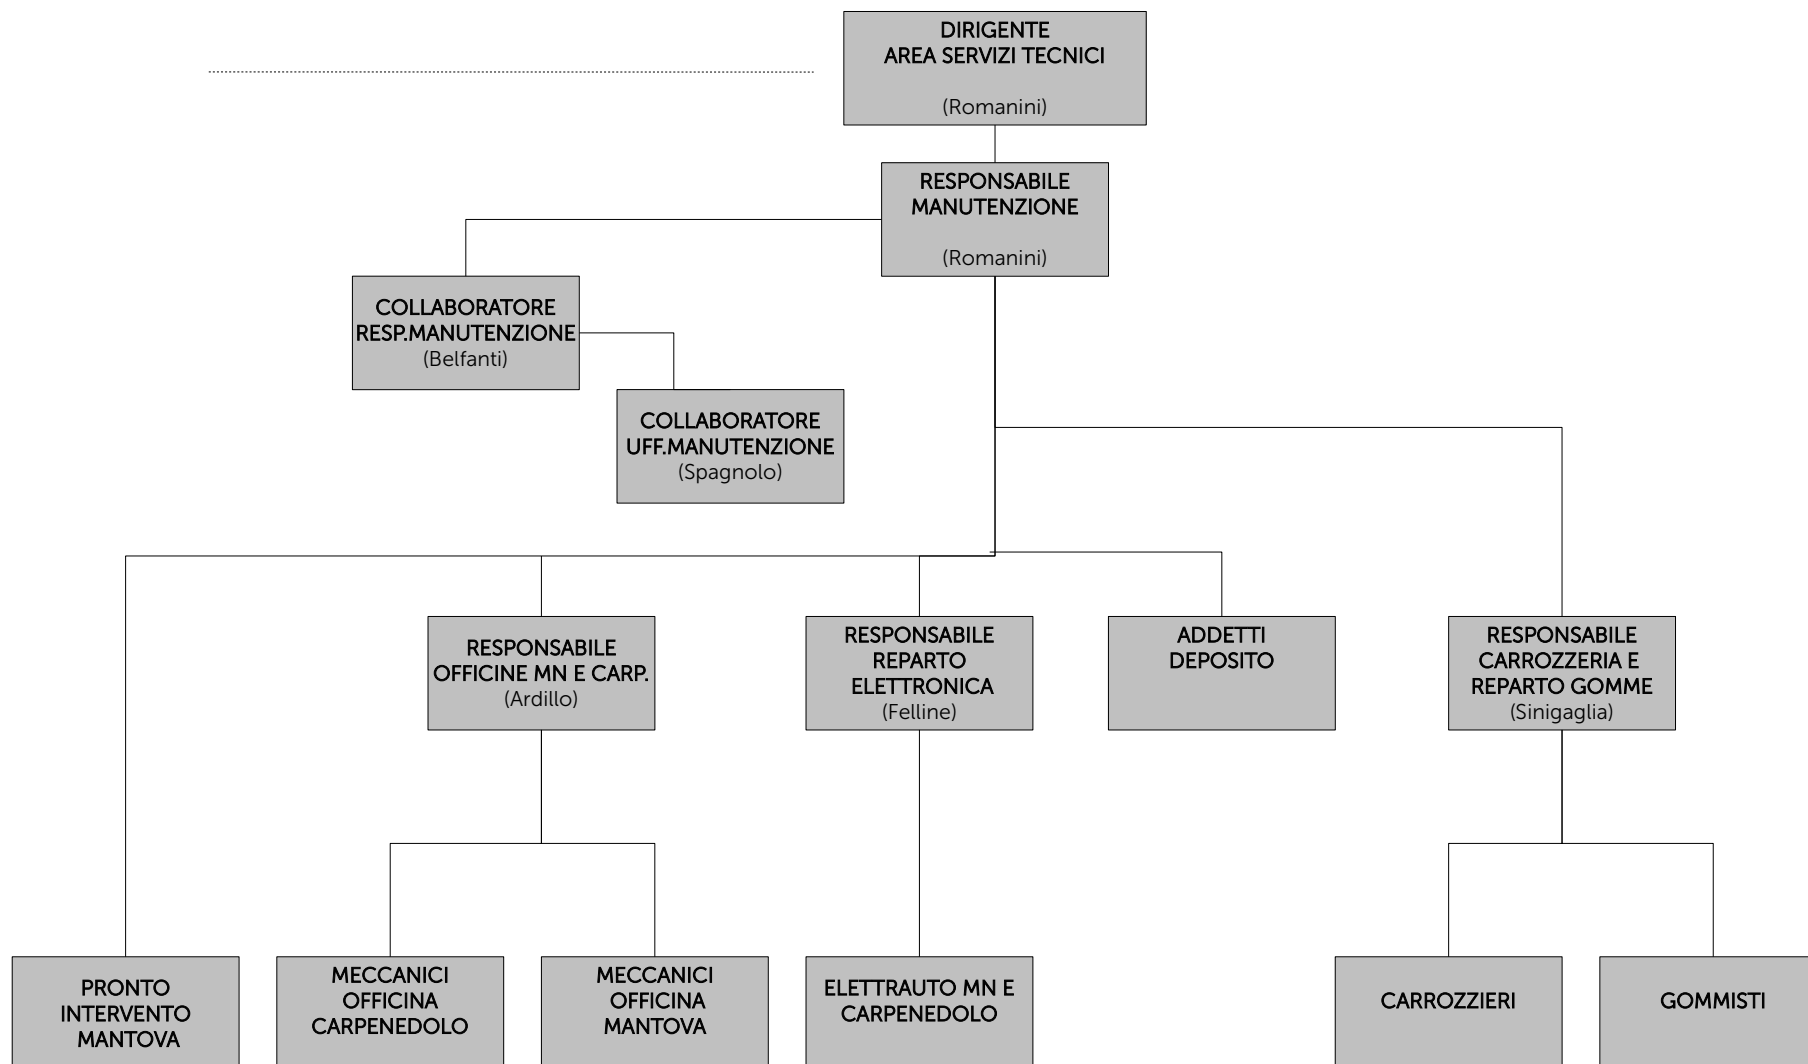 DIRIGENTE
AREA SERVIZI TECNICI
(Romanini)
RESPONSABILE
MANUTENZIONE
(Romanini)
COLLABORATORE
RESP.MANUTENZIONE
(Belfanti)
COLLABORATORE
UFF.MANUTENZIONE
(Spagnolo)
RESPONSABILE
OFFICINE MN E CARP.
(Ardillo)
RESPONSABILE
REPARTO
ELETTRONICA
(Felline)
ADDETTI
DEPOSITO
RESPONSABILE
CARROZZERIA E
REPARTO GOMME
(Sinigaglia)
PRONTO
INTERVENTO
MANTOVA
MECCANICI
OFFICINA
CARPENEDOLO
MECCANICI
OFFICINA
MANTOVA
ELETTRAUTO MN E
CARPENEDOLO
CARROZZIERI
GOMMISTI